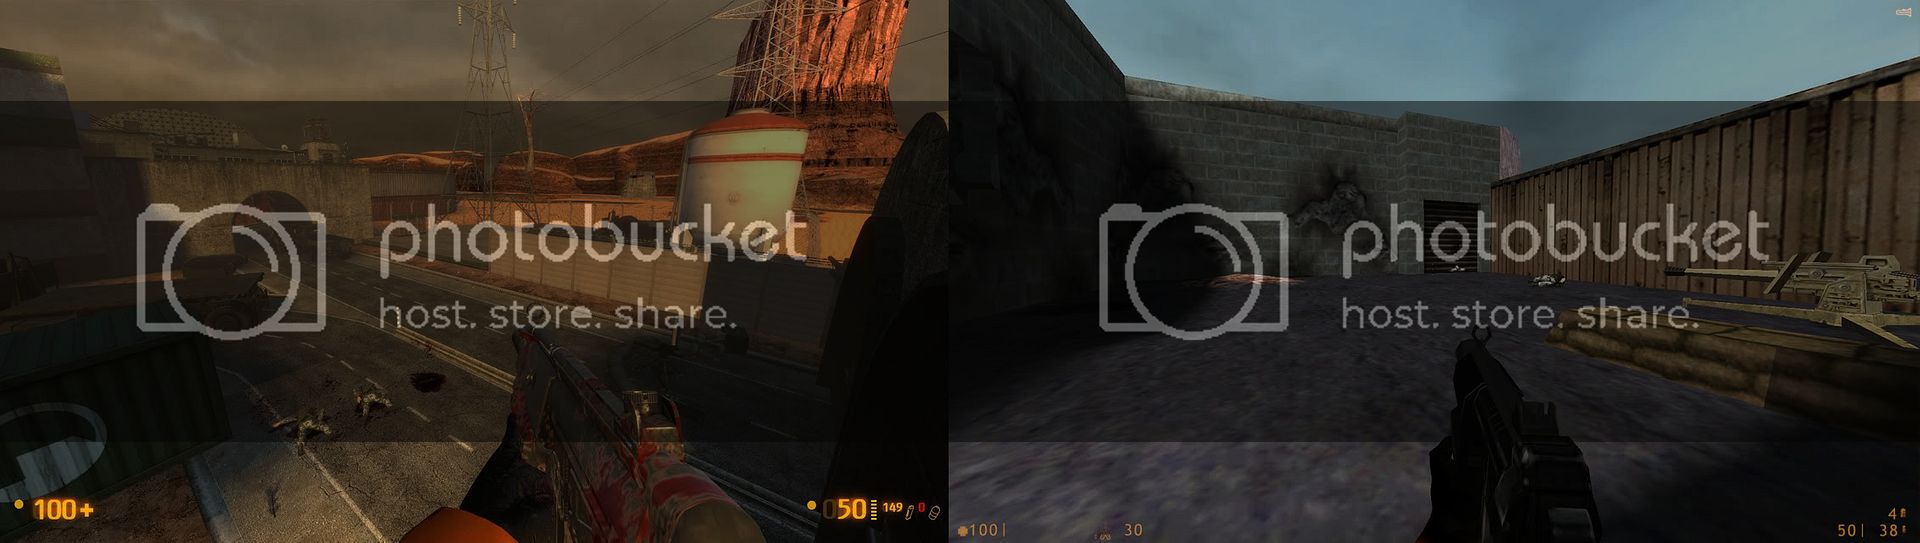 photobucket
host. store. share.
photobucket
host. store. share.
100+
050
149
0
100|
30
4
50| 38